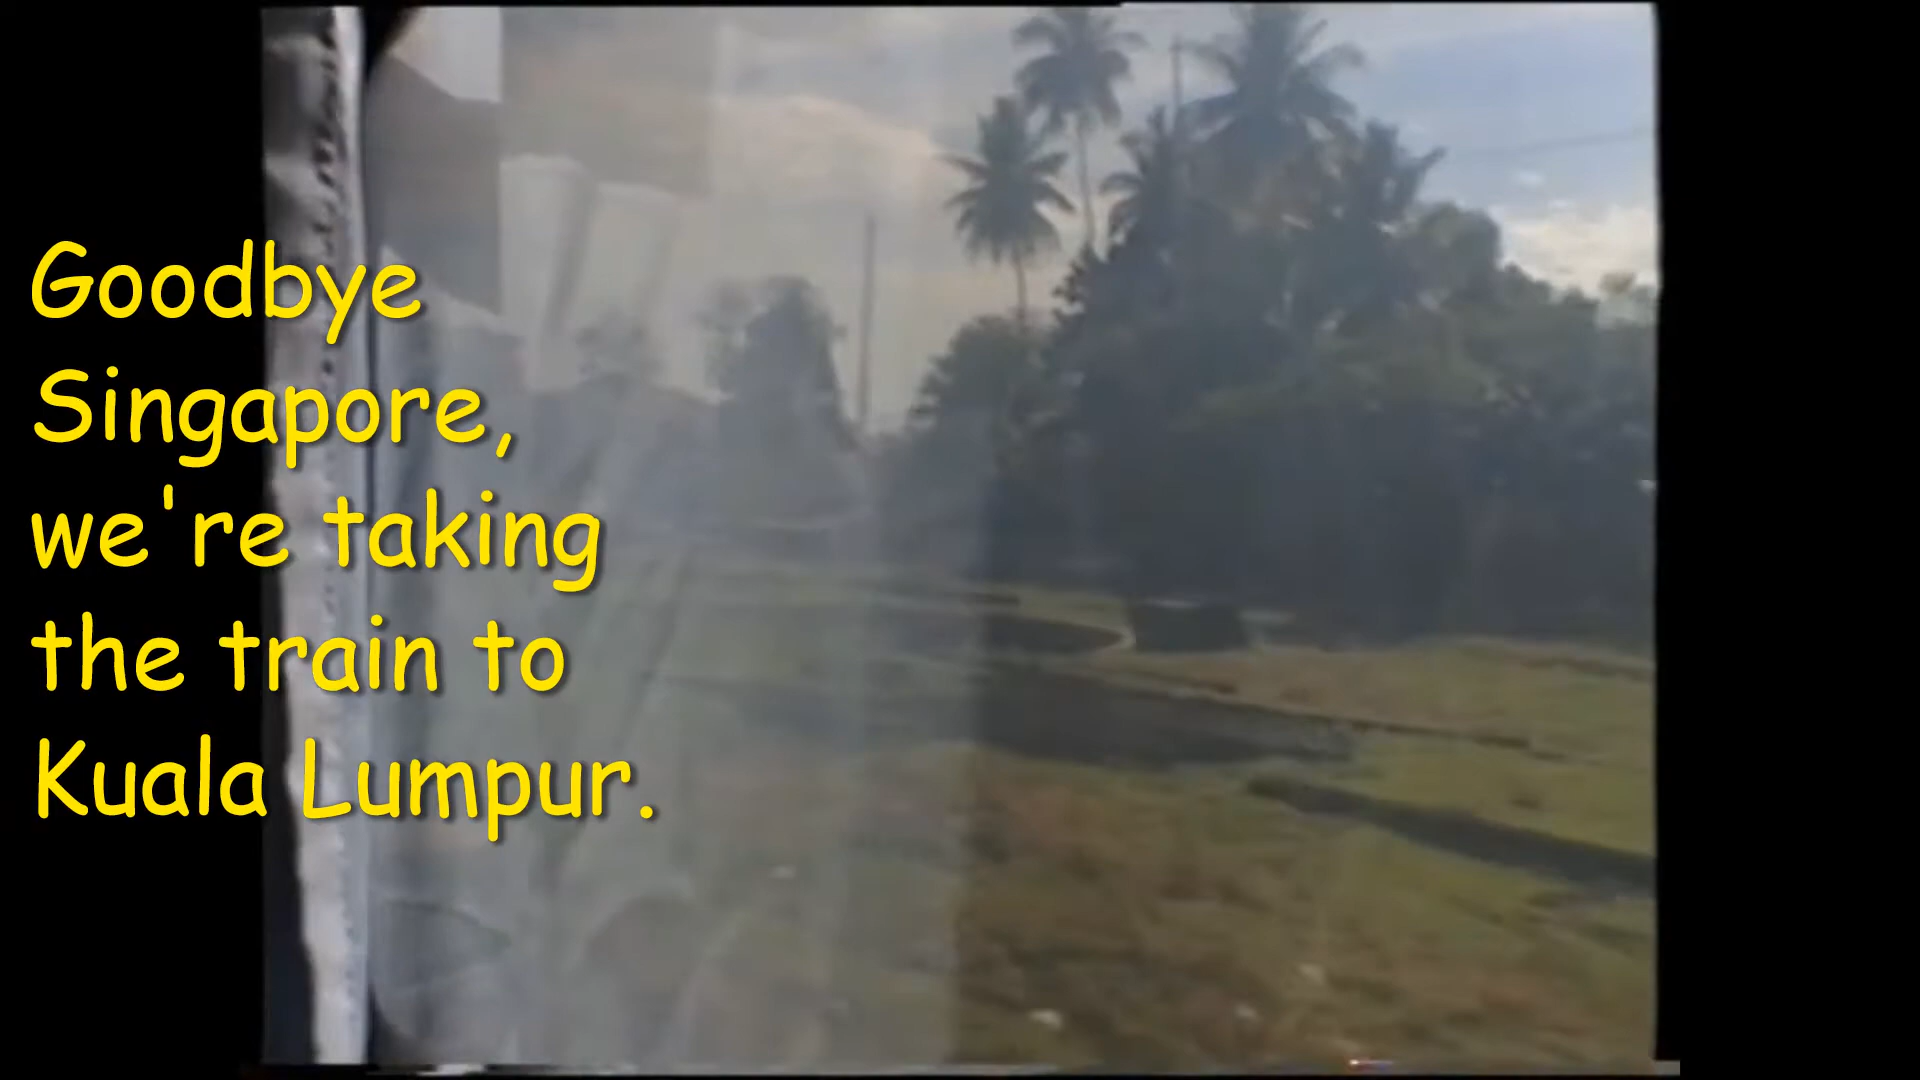 Goodbye
Singapore,
we're taking
the train to
Kuala Lumpur.